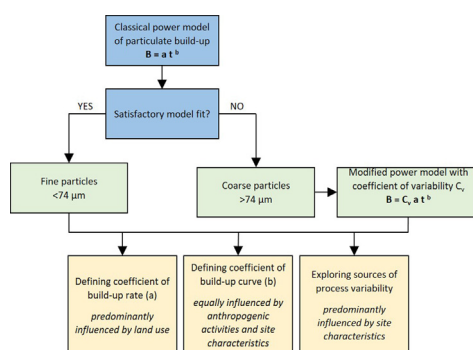 Classical power model
of particulate build-up
B = a t ᵇ
YES
NO
Satisfactory model fit?
Fine particles
<74 μm
Coarse particles
>74 μm
Modified power model with
coefficient of variability Cᵥ
B = Cᵥ a t ᵇ
Defining coefficient of
build-up rate (a)
predominantly
influenced by land use
Defining coefficient of
build-up curve (b)
equally influenced by
anthropogenic
activities and site
characteristics
Exploring sources of
process variability
predominantly
influenced by site
characteristics